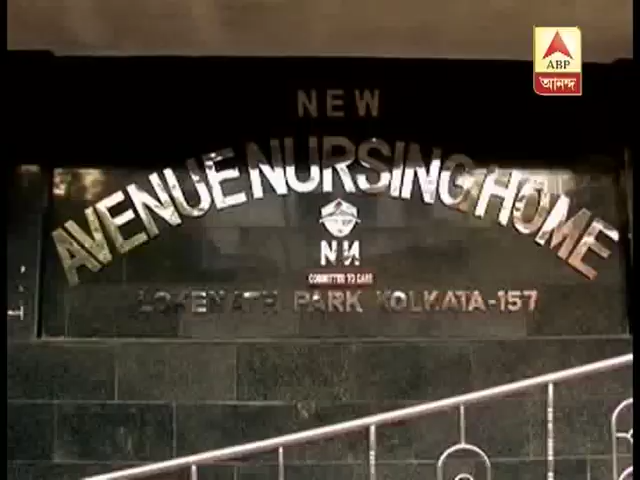 ABP
আনন্দ
NEW
AVENUE NURSING HOME
NN
COMMITTED TO CARE
LOKENATH PARK KOLKATA-157